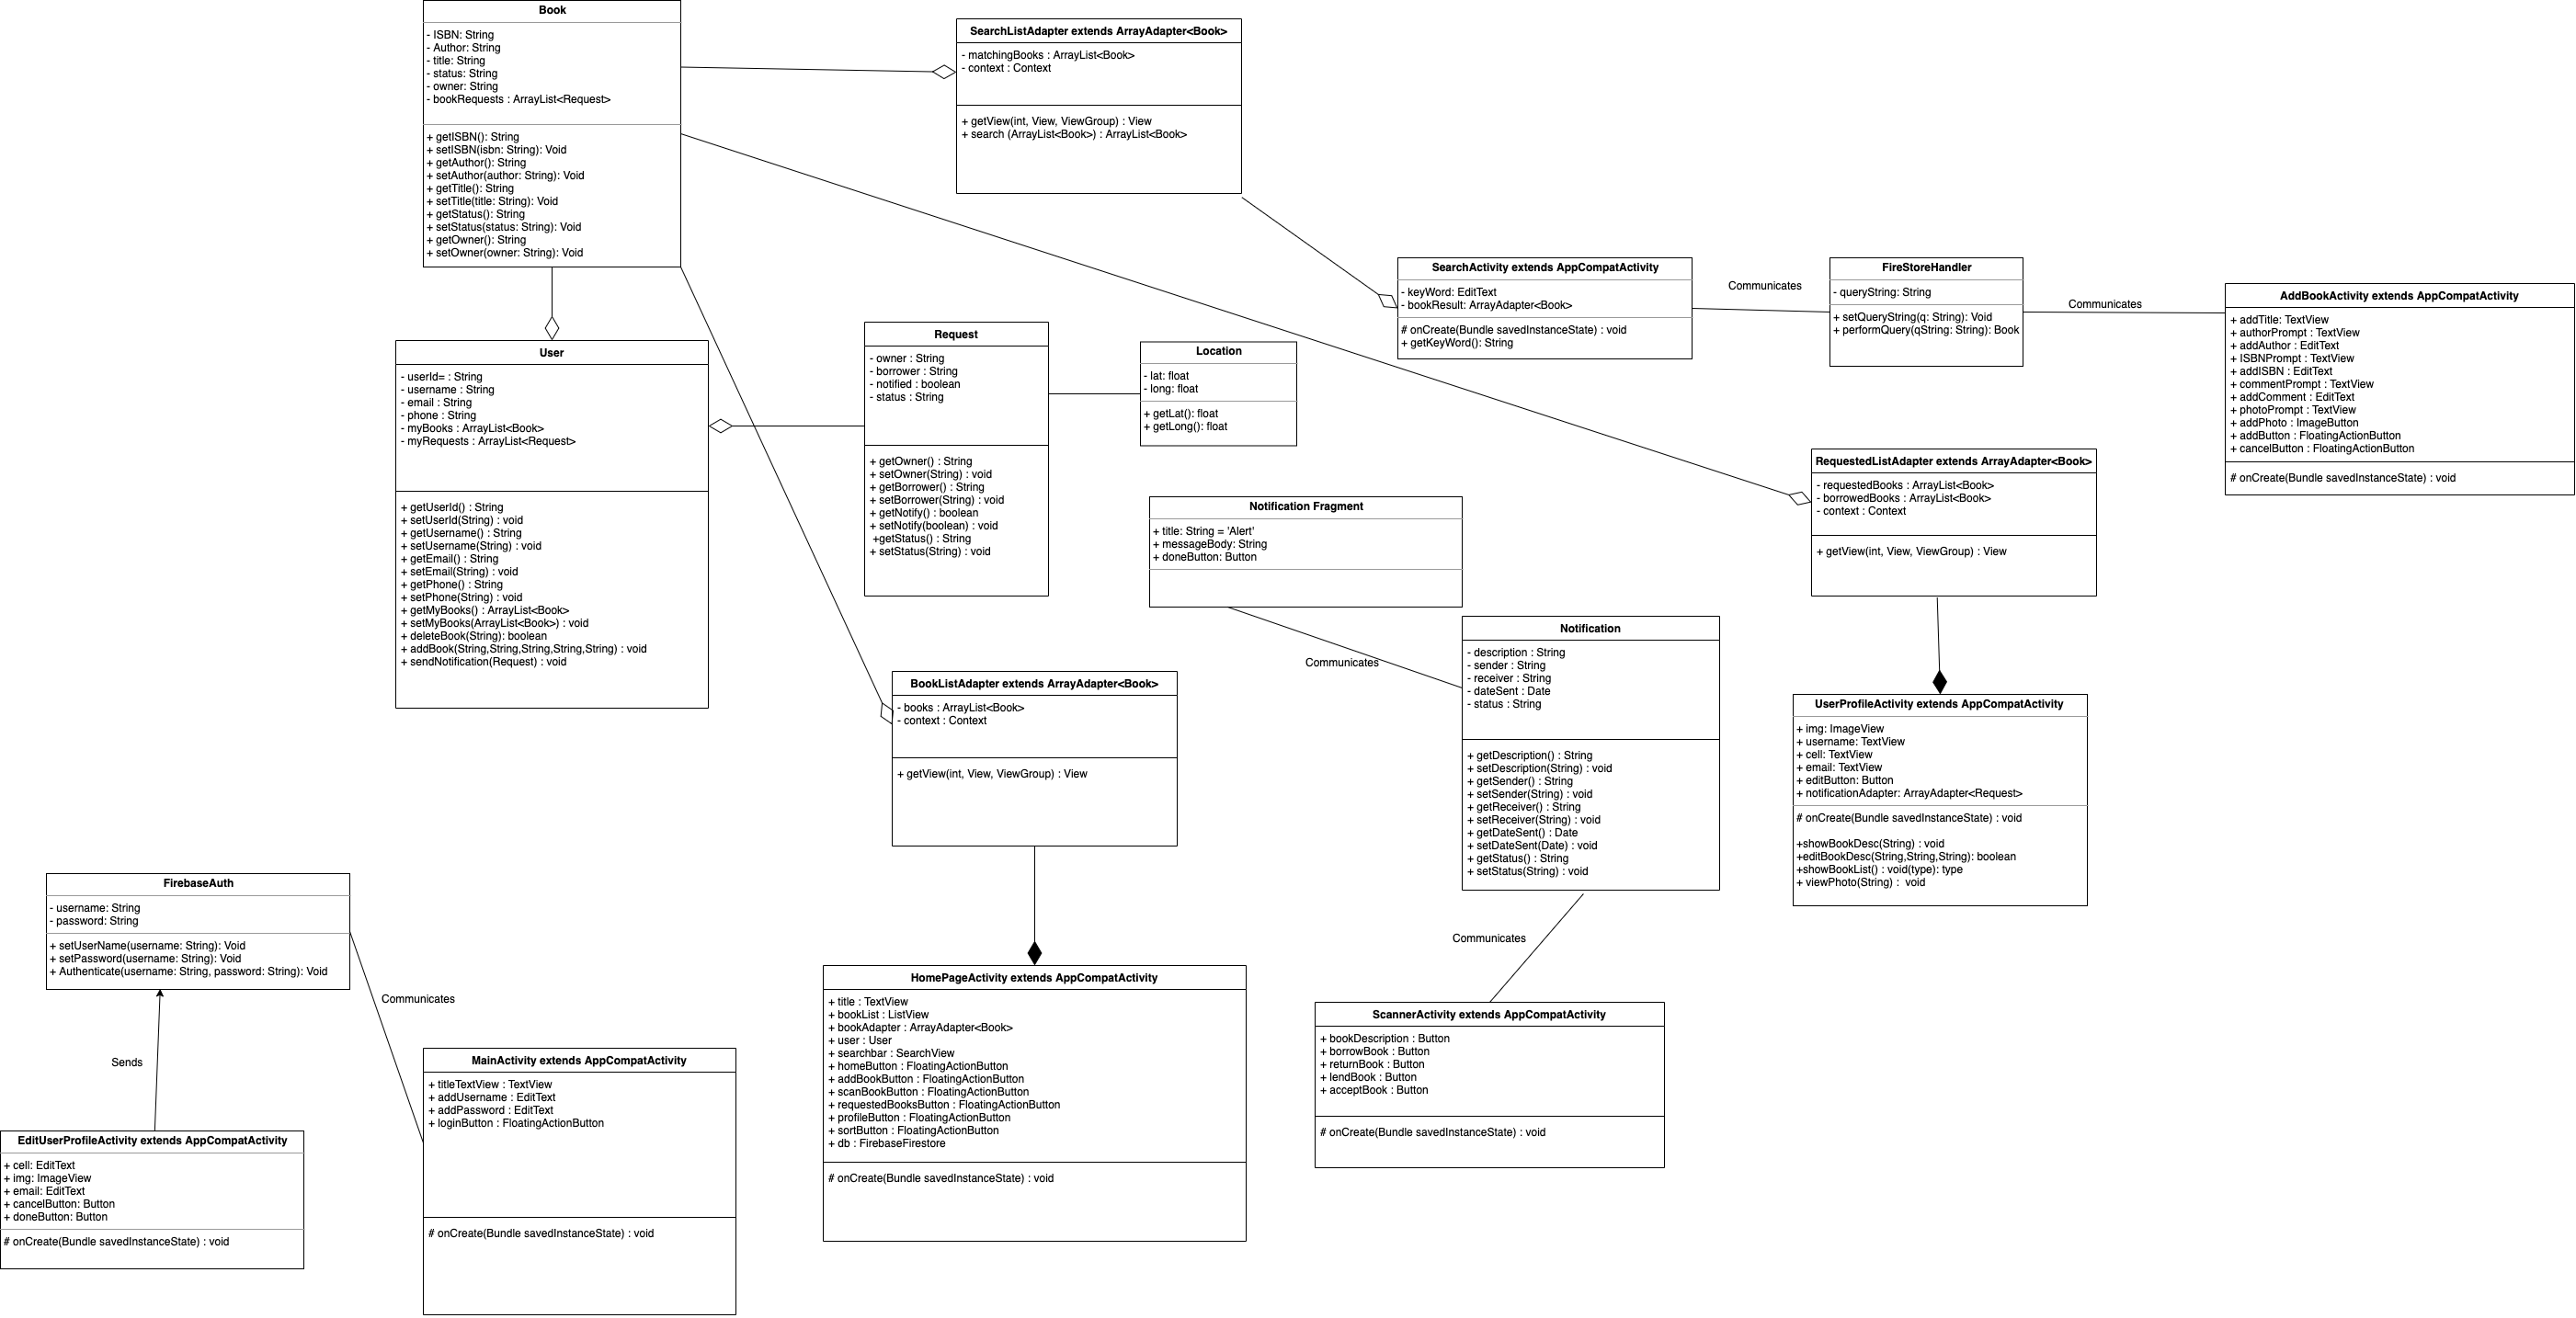 Book
- ISBN: String
- Author: String
- title: String
- status: String
- owner: String
- bookRequests : ArrayList<Request>
+ getISBN(): String
+ setISBN(isbn: String): Void
+ getAuthor(): String
+ setAuthor(author: String): Void
+ getTitle(): String
+ setTitle(title: String): Void
+ getStatus(): String
+ setStatus(status: String): Void
+ getOwner(): String
+ setOwner(owner: String): Void
SearchListAdapter extends ArrayAdapter<Book>
- matchingBooks : ArrayList<Book>
- context : Context
+ getView(int, View, ViewGroup) : View
+ search (ArrayList<Book>) : ArrayList<Book>
SearchActivity extends AppCompatActivity
- keyWord: EditText
- bookResult: ArrayAdapter<Book>
# onCreate(Bundle savedInstanceState) : void
+ getKeyWord(): String
Communicates
FireStoreHandler
- queryString: String
+ setQueryString(q: String): Void
+ performQuery(qString: String): Book
Communicates
AddBookActivity extends AppCompatActivity
+ addTitle: TextView
+ authorPrompt : TextView
+ addAuthor : EditText
+ ISBNPrompt : TextView
+ addISBN : EditText
+ commentPrompt : TextView
+ addComment : EditText
+ photoPrompt : TextView
+ addPhoto : ImageButton
+ addButton : FloatingActionButton
+ cancelButton : FloatingActionButton
# onCreate(Bundle savedInstanceState) : void
User
- userId= : String
- username : String
- email : String
- phone : String
- myBooks : ArrayList<Book>
- myRequests : ArrayList<Request>
+ getUserId() : String
+ setUserId(String) : void
+ getUsername() : String
+ setUsername(String) : void
+ getEmail() : String
+ setEmail(String) : void
+ getPhone() : String
+ setPhone(String) : void
+ getMyBooks() : ArrayList<Book>
+ setMyBooks(ArrayList<Book>) : void
+ deleteBook(String): boolean
+ addBook(String,String,String,String,String) : void
+ sendNotification(Request) : void
Request
- owner : String
- borrower : String
- notified : boolean
- status : String
+ getOwner() : String
+ setOwner(String) : void
+ getBorrower() : String
+ setBorrower(String) : void
+ getNotify() : boolean
+ setNotify(boolean) : void
+getStatus() : String
+ setStatus(String) : void
Location
- lat: float
- long: float
+ getLat(): float
+ getLong(): float
RequestedListAdapter extends ArrayAdapter<Book>
- requestedBooks : ArrayList<Book>
- borrowedBooks : ArrayList<Book>
- context : Context
+ getView(int, View, ViewGroup) : View
Notification Fragment
+ title: String = 'Alert'
+ messageBody: String
+ doneButton: Button
Communicates
Notification
- description : String
- sender : String
- receiver : String
- dateSent : Date
- status : String
+ getDescription() : String
+ setDescription(String) : void
+ getSender() : String
+ setSender(String) : void
+ getReceiver() : String
+ setReceiver(String) : void
+ getDateSent() : Date
+ setDateSent(Date) : void
+ getStatus() : String
+ setStatus(String) : void
BookListAdapter extends ArrayAdapter<Book>
- books : ArrayList<Book>
- context : Context
+ getView(int, View, ViewGroup) : View
UserProfileActivity extends AppCompatActivity
+ img: ImageView
+ username: TextView
+ cell: TextView
+ email: TextView
+ editButton: Button
+ notificationAdapter: ArrayAdapter<Request>
# onCreate(Bundle savedInstanceState) : void
+showBookDesc(String) : void
+editBookDesc(String,String,String): boolean
+showBookList() : void(type): type
+ viewPhoto(String) : void
FirebaseAuth
- username: String
- password: String
+ setUserName(username: String): Void
+ setPassword(username: String): Void
+ Authenticate(username: String, password: String): Void
Communicates
Communicates
Sends
HomePageActivity extends AppCompatActivity
+ title : TextView
+ bookList : ListView
+ bookAdapter : ArrayAdapter<Book>
+ user : User
+ searchbar : SearchView
+ homeButton : FloatingActionButton
+ addBookButton : FloatingActionButton
+ scanBookButton : FloatingActionButton
+ requestedBooksButton : FloatingActionButton
+ profileButton : FloatingActionButton
+ sortButton : FloatingActionButton
+ db : FirebaseFirestore
# onCreate(Bundle savedInstanceState) : void
ScannerActivity extends AppCompatActivity
+ bookDescription : Button
+ borrowBook : Button
+ returnBook : Button
+ lendBook : Button
+ acceptBook : Button
# onCreate(Bundle savedInstanceState) : void
MainActivity extends AppCompatActivity
+ titleTextView : TextView
+ addUsername : EditText
+ addPassword : EditText
+ loginButton : FloatingActionButton
# onCreate(Bundle savedInstanceState) : void
EditUserProfileActivity extends AppCompatActivity
+ cell: EditText
+ img: ImageView
+ email: EditText
+ cancelButton: Button
+ doneButton: Button
# onCreate(Bundle savedInstanceState) : void